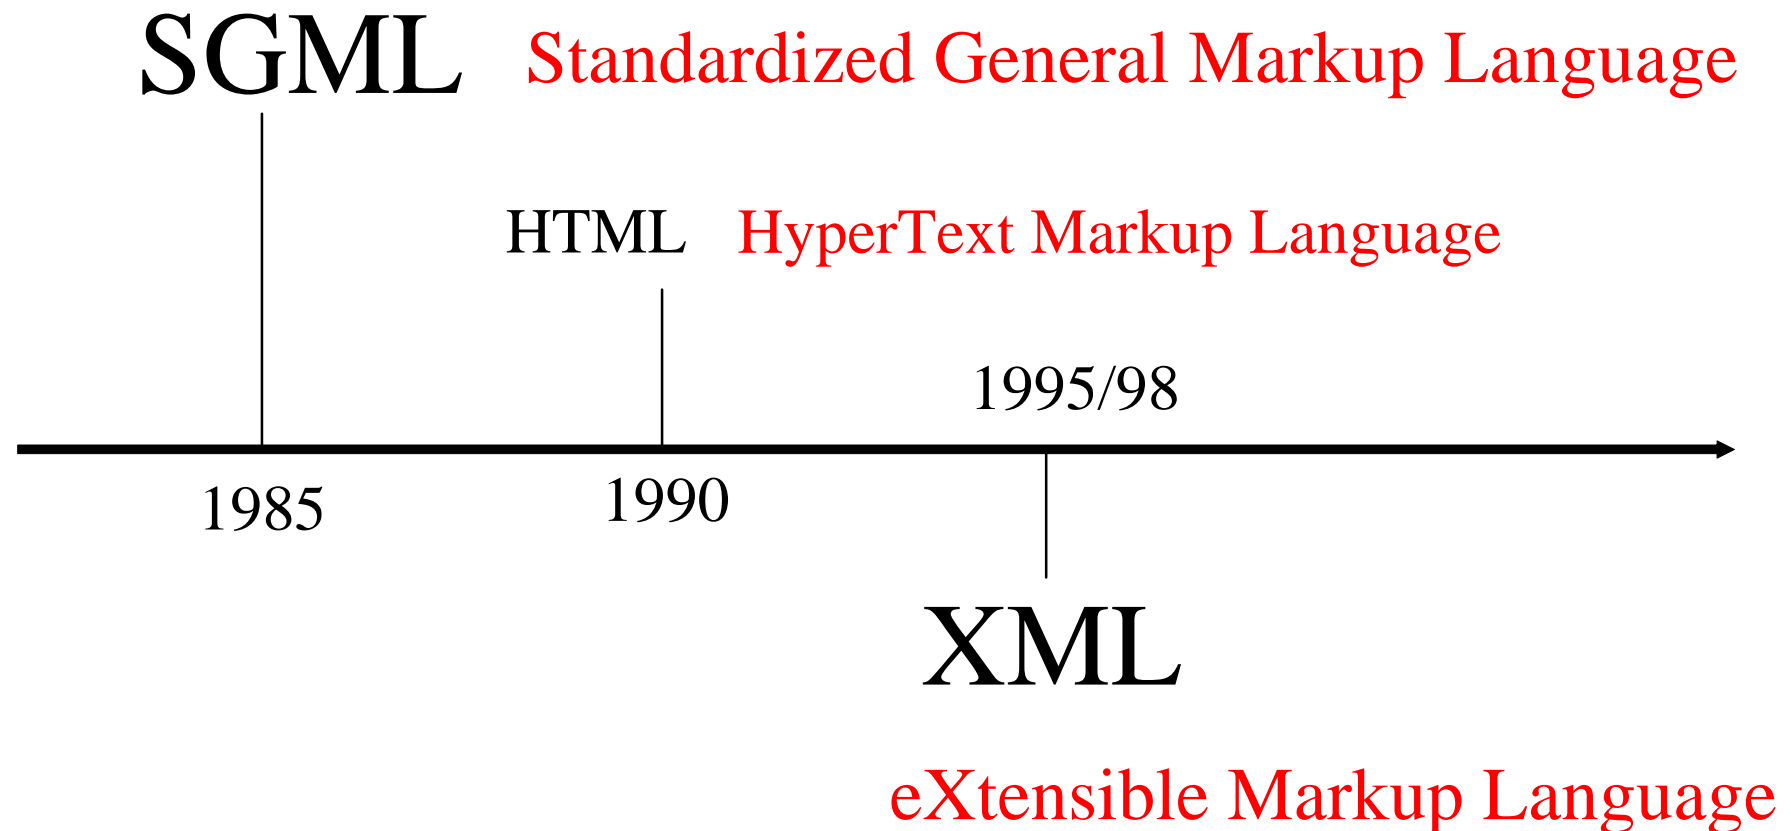 SGML Standardized General Markup Language
HTML HyperText Markup Language
1995/98
1985 1990
XML
eXtensible Markup Language